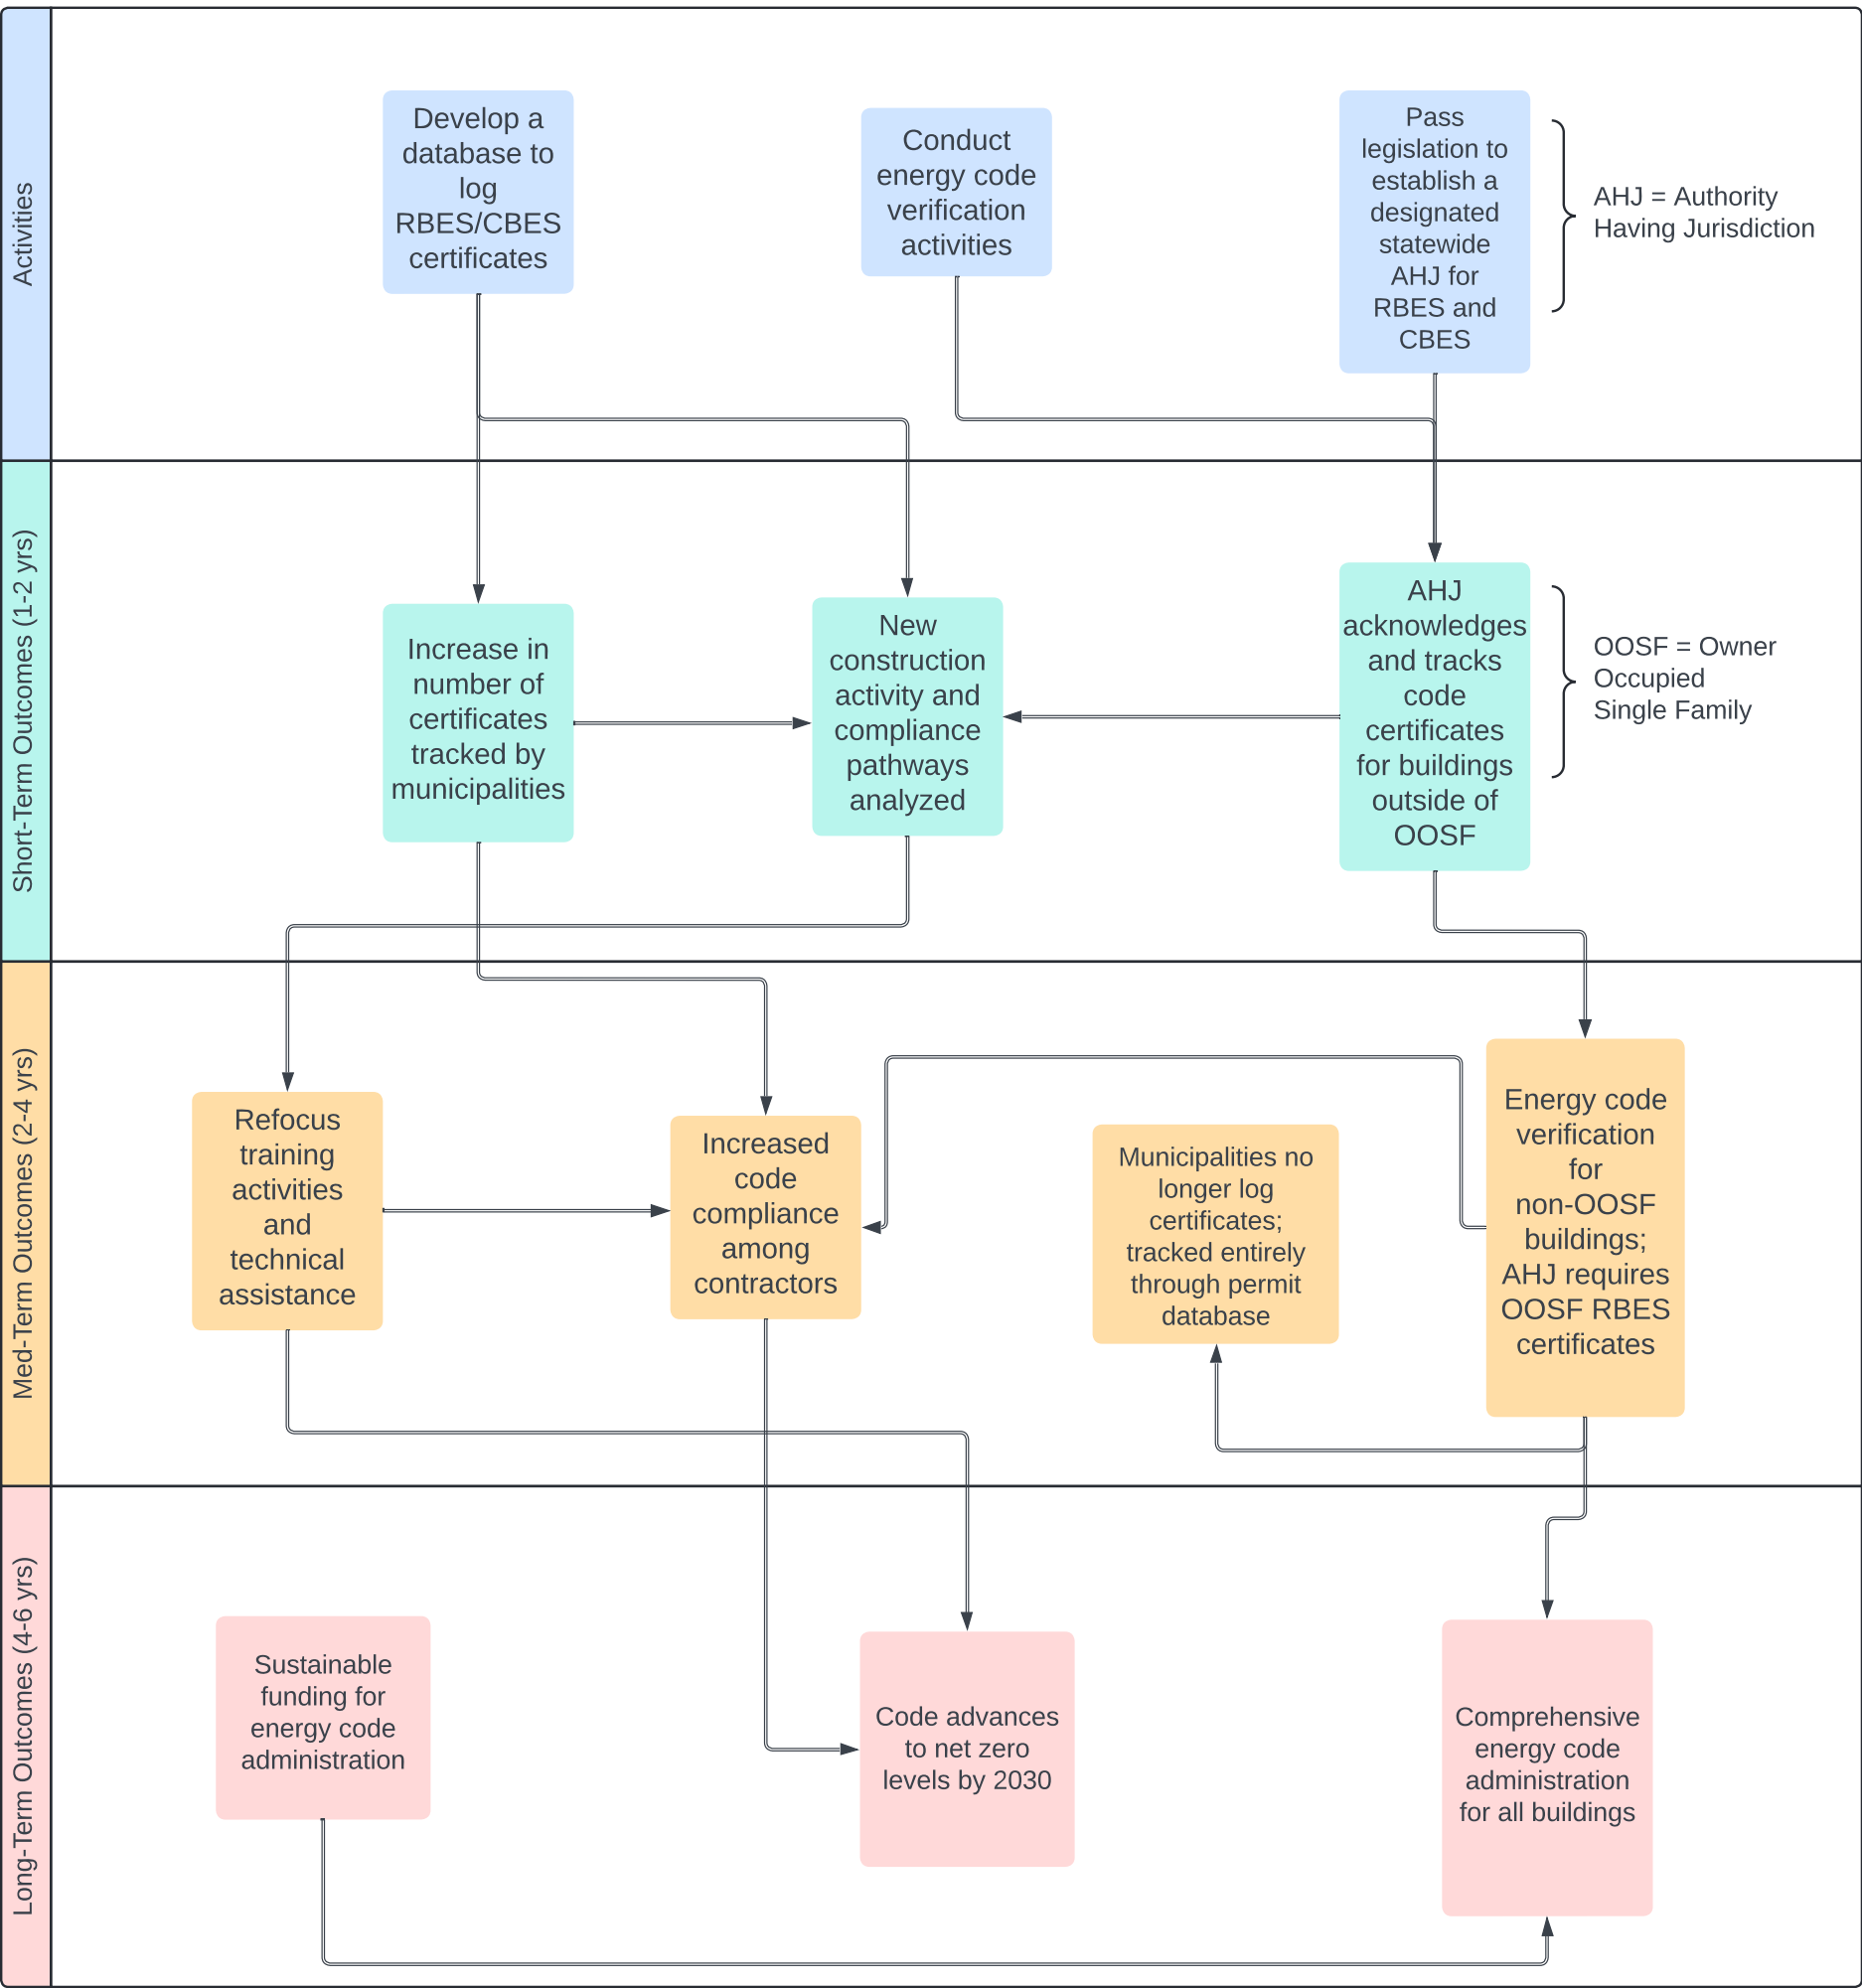 Activities
Develop a
database to
log
RBES/CBES
certificates
Conduct
energy code
verification
activities
Pass
legislation to
establish a
designated
statewide
AHJ for
RBES and
CBES
AHJ = Authority
Having Jurisdiction
Short-Term Outcomes (1-2 yrs)
Increase in
number of
certificates
tracked by
municipalities
New
construction
activity and
compliance
pathways
analyzed
AHJ
acknowledges
and tracks
code
certificates
for buildings
outside of
OOSF
OOSF = Owner
Occupied
Single Family
Med-Term Outcomes (2-4 yrs)
Refocus
training
activities
and
technical
assistance
Increased
code
compliance
among
contractors
Municipalities no
longer log
certificates;
tracked entirely
through permit
database
Energy code
verification
for
non-OOSF
buildings;
AHJ requires
OOSF RBES
certificates
Long-Term Outcomes (4-6 yrs)
Sustainable
funding for
energy code
administration
Code advances
to net zero
levels by 2030
Comprehensive
energy code
administration
for all buildings